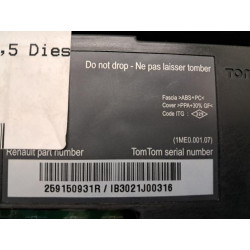 ,5 Dies
Do not drop - Ne pas laisser tomber
TOM
Fascia >ABS+PC<
Cover >PPA+30% GF<
Code ITG
(1ME0.001.07)
Renault part number
TomTom serial number
259150931R / IB3021J00316